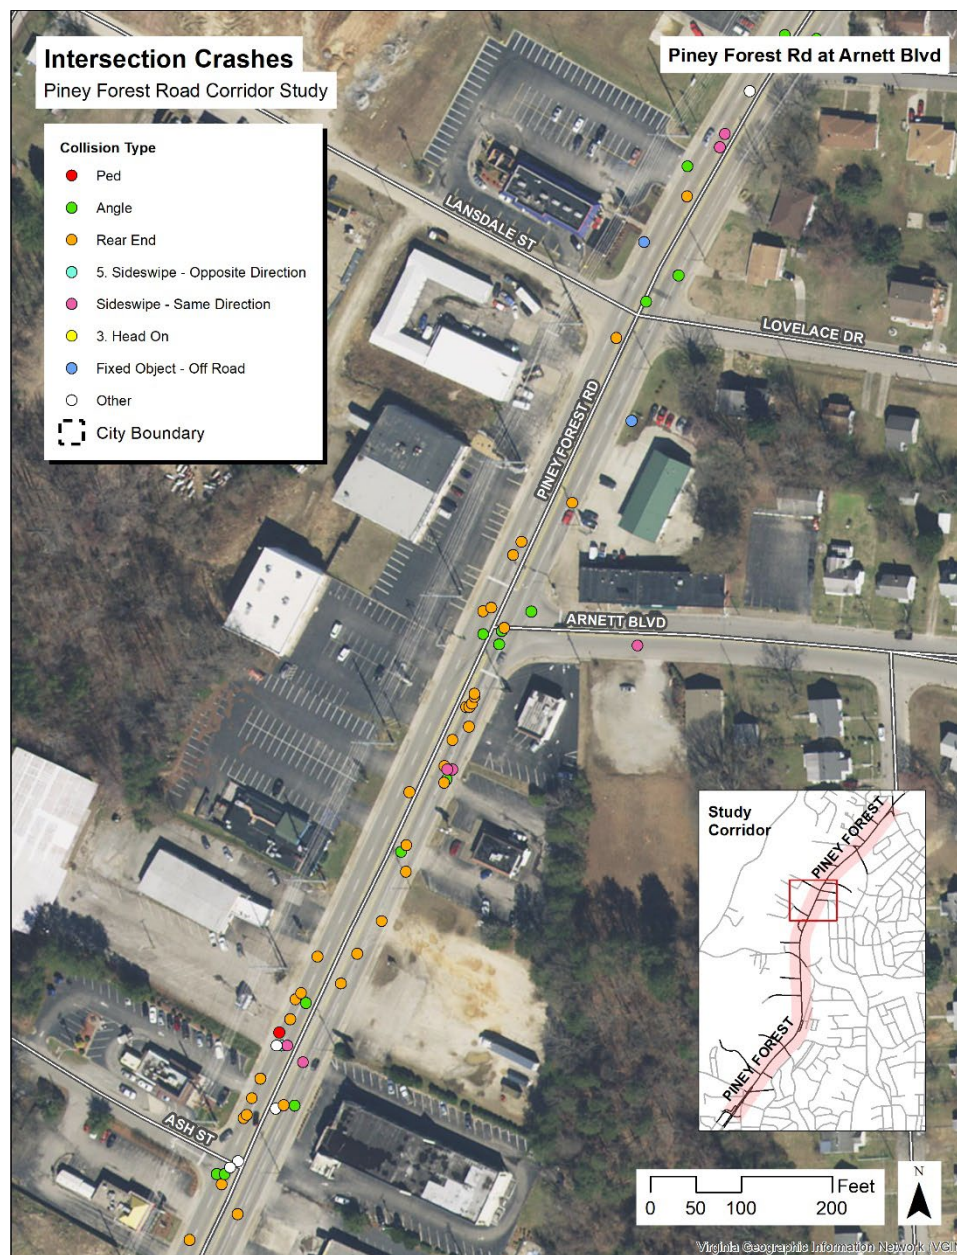 Intersection Crashes
Piney Forest Road Corridor Study
Piney Forest Rd at Arnett Blvd
Collision Type
Ped
Angle
Rear End
5. Sideswipe - Opposite Direction
Sideswipe - Same Direction
3. Head On
Fixed Object - Off Road
Other
City Boundary
LANSDALE ST
LOVELACE DR
PINEY FOREST RD
ARNETT BLVD
ASH ST
Study
Corridor
PINEY FOREST
PINEY FOREST
Feet
0 50 100 200
N
Virginia Geographic Information Network (VGI